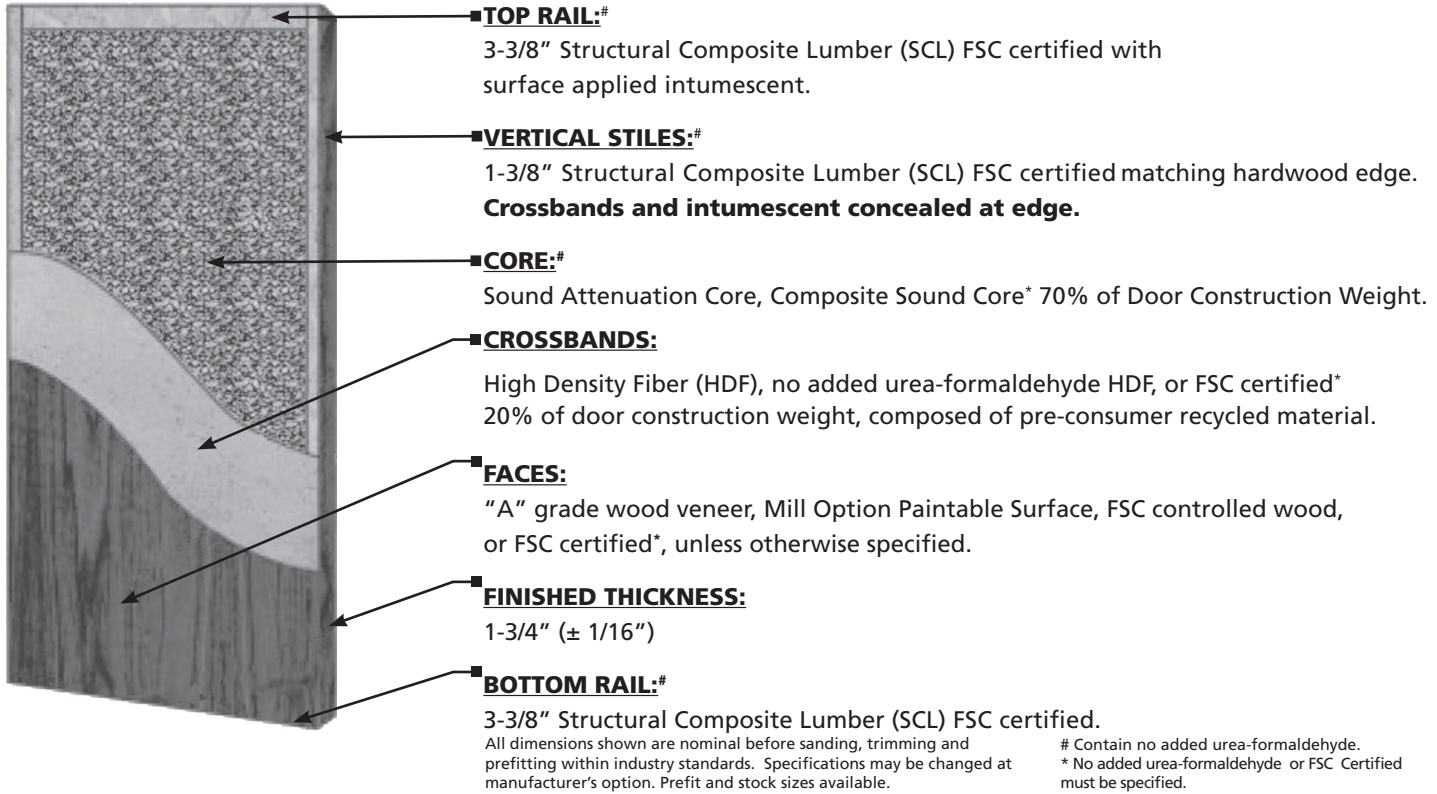 TOP RAIL:#
3-3/8” Structural Composite Lumber (SCL) FSC certified with
surface applied intumescent.
VERTICAL STILES:#
1-3/8” Structural Composite Lumber (SCL) FSC certified matching hardwood edge.
Crossbands and intumescent concealed at edge.
CORE:#
Sound Attenuation Core, Composite Sound Core* 70% of Door Construction Weight.
CROSSBANDS:
High Density Fiber (HDF), no added urea-formaldehyde HDF, or FSC certified*
20% of door construction weight, composed of pre-consumer recycled material.
FACES:
“A” grade wood veneer, Mill Option Paintable Surface, FSC controlled wood,
or FSC certified*, unless otherwise specified.
FINISHED THICKNESS:
1-3/4” (± 1/16”)
BOTTOM RAIL:#
3-3/8” Structural Composite Lumber (SCL) FSC certified.
All dimensions shown are nominal before sanding, trimming and
prefitting within industry standards. Specifications may be changed at
manufacturer’s option. Prefit and stock sizes available.
# Contain no added urea-formaldehyde.
* No added urea-formaldehyde or FSC Certified
must be specified.